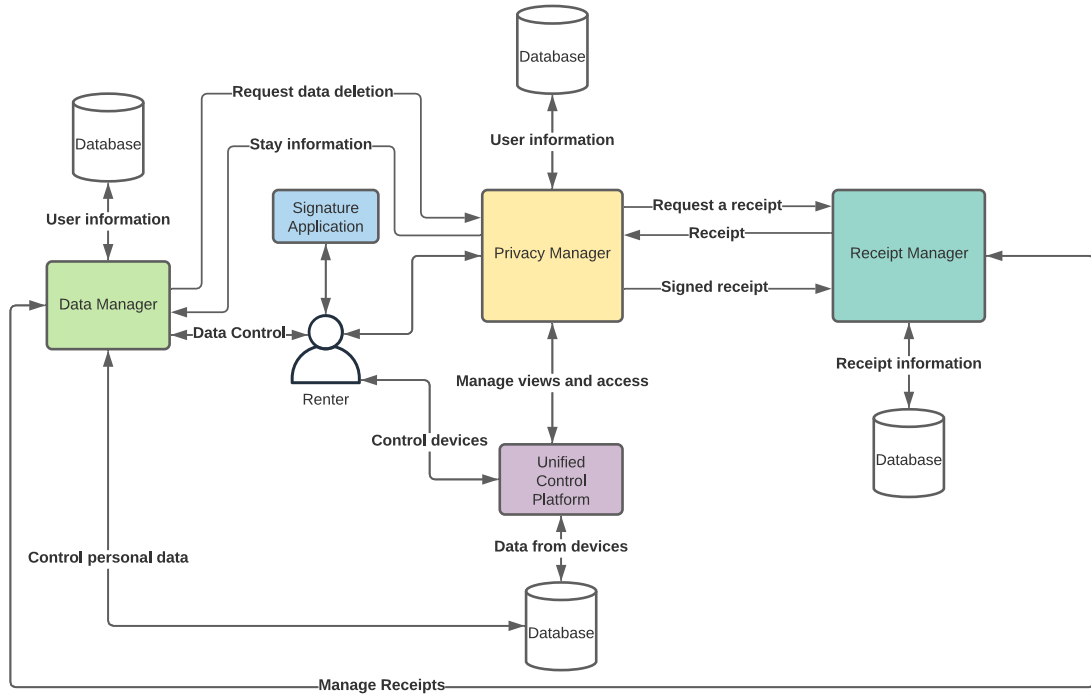 Database
Request data deletion
Database
Stay information
User information
Signature
Application
Request a receipt
User information
Receipt
Privacy Manager
Receipt Manager
Data Manager
Signed receipt
Data Control
Receipt information
Manage views and access
Renter
Control devices
Unified
Control
Platform
Database
Data from devices
Control personal data
Database
Manage Receipts